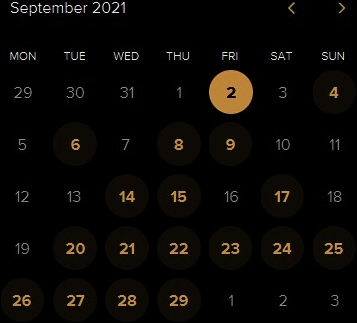 September 2021
MON TUE WED THU FRI SAT SUN
29 30 31 1 2 3 4
5 6 7 8 9 10 11
12 13 14 15 16 17 18
19 20 21 22 23 24 25
26 27 28 29 1 2 3